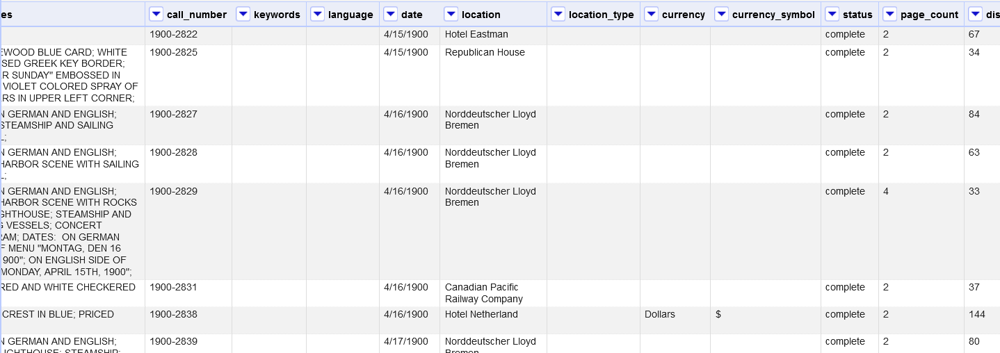 es call_number keywords language date location location_type currency currency_symbol status page_count dis
1900-2822 4/15/1900 Hotel Eastman complete 2 67
EWOOD BLUE CARD; WHITE 1900-2825 4/15/1900 Republican House complete 2 34
SED GREEK KEY BORDER;
R SUNDAY" EMBOSSED IN
VIOLET COLORED SPRAY OF
RS IN UPPER LEFT CORNER;
N GERMAN AND ENGLISH; 1900-2827 4/16/1900 Norddeutscher Lloyd complete 2 84
STEAMSHIP AND SAILING Bremen
L;
N GERMAN AND ENGLISH; 1900-2828 4/16/1900 Norddeutscher Lloyd complete 2 63
HARBOR SCENE WITH SAILING Bremen
L;
N GERMAN AND ENGLISH; 1900-2829 4/16/1900 Norddeutscher Lloyd complete 4 33
HARBOR SCENE WITH ROCKS Bremen
GHTHOUSE; STEAMSHIP AND
G VESSELS; CONCERT
RAM; DATES: ON GERMAN
F MENU "MONTAG, DEN 16
900"; ON ENGLISH SIDE OF
MONDAY, APRIL 15TH, 1900";
RED AND WHITE CHECKERED 1900-2831 4/16/1900 Canadian Pacific complete 2 37
Railway Company
CREST IN BLUE; PRICED 1900-2838 4/16/1900 Hotel Netherland Dollars $ complete 2 144
N GERMAN AND ENGLISH; 1900-2839 4/17/1900 Norddeutscher Lloyd complete 2 80
LIGHTHOUSE; STEAMSHIP; Bremen